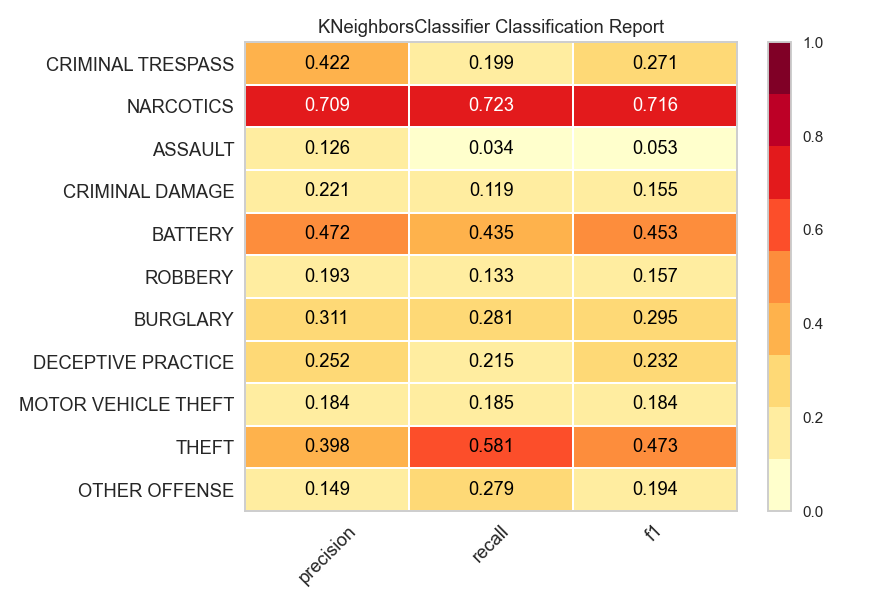 KNeighborsClassifier Classification Report
CRIMINAL TRESPASS 0.422 0.199 0.271
NARCOTICS 0.709 0.723 0.716
ASSAULT 0.126 0.034 0.053
CRIMINAL DAMAGE 0.221 0.119 0.155
BATTERY 0.472 0.435 0.453
ROBBERY 0.193 0.133 0.157
BURGLARY 0.311 0.281 0.295
DECEPTIVE PRACTICE 0.252 0.215 0.232
MOTOR VEHICLE THEFT 0.184 0.185 0.184
THEFT 0.398 0.581 0.473
OTHER OFFENSE 0.149 0.279 0.194
precision recall f1
1.0
0.8
0.6
0.4
0.2
0.0